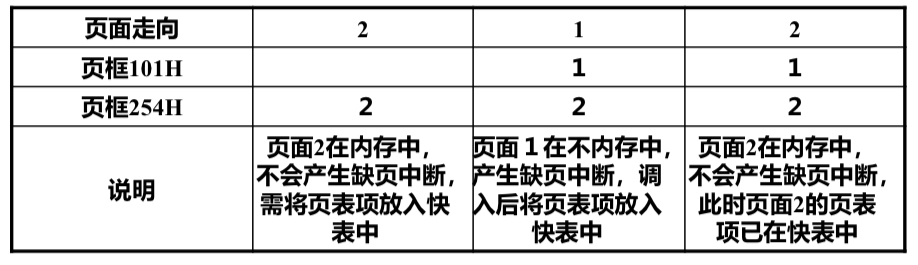 页面走向 2 1 2
页框101H 1 1
页框254H 2 2 2
说明
页面2在内存中,
不会产生缺页中断,
需将页表项放入快
表中
页面１在不内存中,
产生缺页中断, 调
入后将页表项放入
快表中
页面2在内存中,
不会产生缺页中断,
此时页面2的页表
项已在快表中